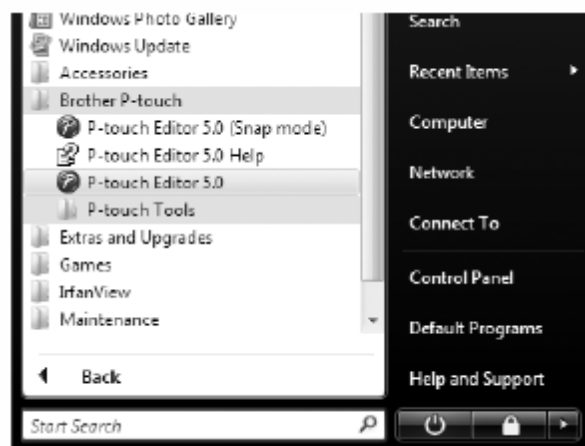 Windows Photo Gallery
Windows Update
Accessories
Brother P-touch
P-touch Editor 5.0 (Snap mode)
P-touch Editor 5.0 Help
P-touch Editor 5.0
P-touch Tools
Extras and Upgrades
Games
IrfanView
Maintenance
Back
Start Search
Search
Recent Items
Computer
Network
Connect To
Control Panel
Default Programs
Help and Support